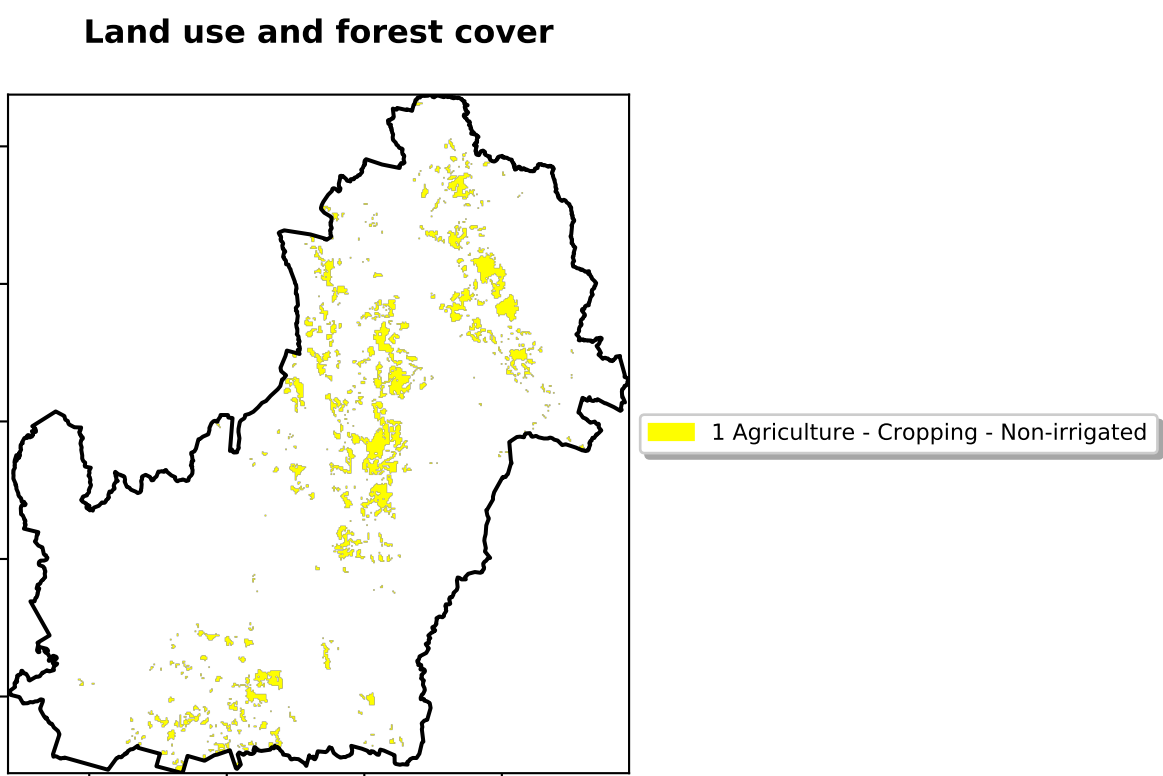 Land use and forest cover
1 Agriculture - Cropping - Non-irrigated